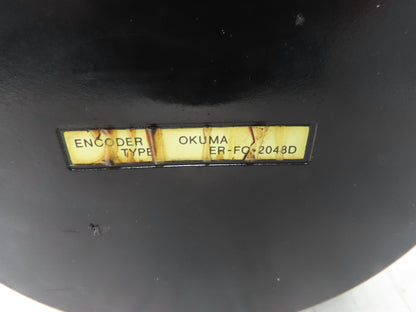 ENCODER OKUMA
TYPE ER-FC-2048D